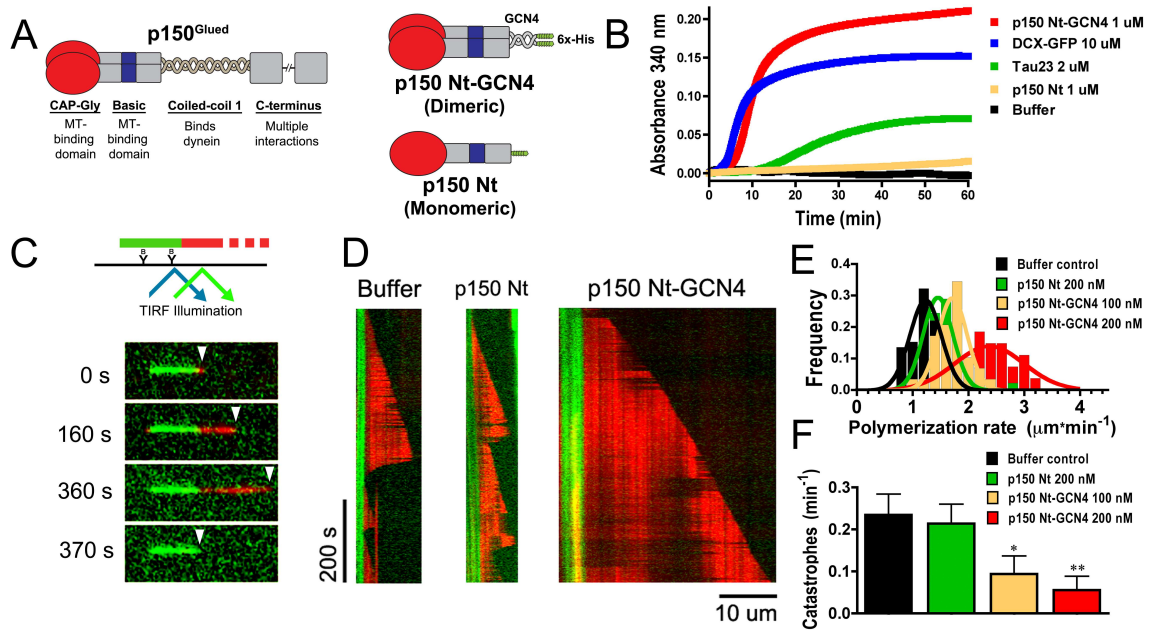 A
p150Glued
CAP-Gly
MT-
binding
domain
Basic
MT-
binding
domain
Coiled-coil 1
Binds
dynein
C-terminus
Multiple
interactions
GCN4
6x-His
p150 Nt-GCN4
(Dimeric)
p150 Nt
(Monomeric)
B
Absorbance 340 nm
0.20
0.15
0.10
0.05
0.00
0
10
20
30
40
50
60
Time (min)
p150 Nt-GCN4 1 uM
DCX-GFP 10 uM
Tau23 2 uM
p150 Nt 1 uM
Buffer
C
B
B
TIRF Illumination
0 s
160 s
360 s
370 s
D
Buffer
p150 Nt
p150 Nt-GCN4
200 s
10 um
E
Frequency
0.4
0.3
0.2
0.1
0.0
0
1
2
3
4
Polymerization rate (μm*min-1)
Buffer control
p150 Nt 200 nM
p150 Nt-GCN4 100 nM
p150 Nt-GCN4 200 nM
F
Catastrophes (min-1)
0.3
0.2
0.1
0.0
Buffer control
p150 Nt 200 nM
p150 Nt-GCN4 100 nM
p150 Nt-GCN4 200 nM
*
**